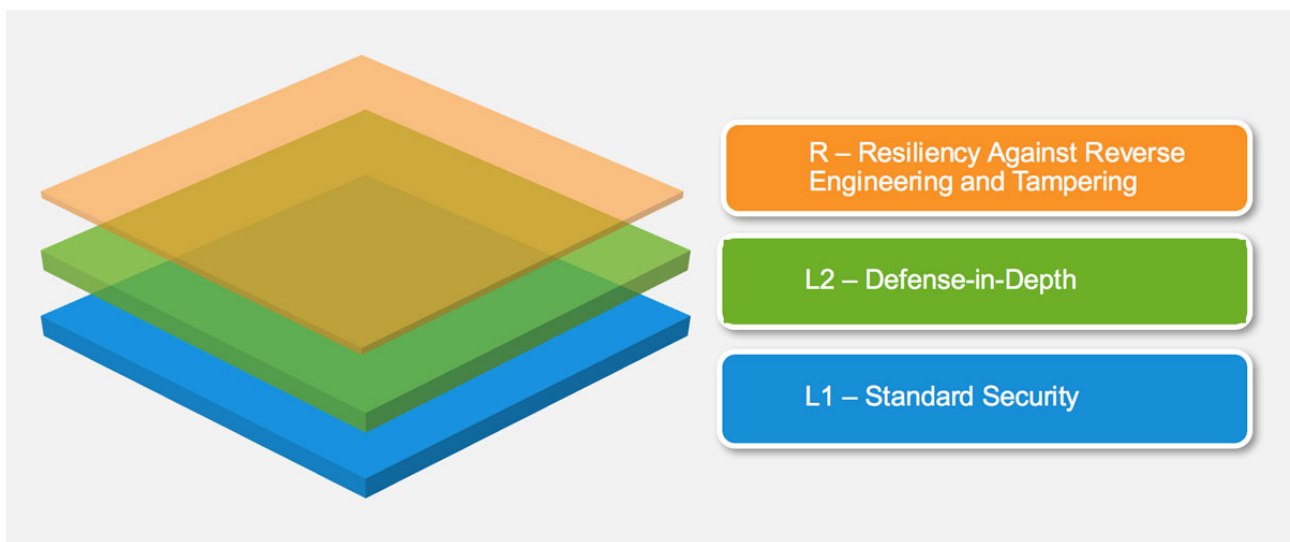 R – Resiliency Against Reverse
Engineering and Tampering
L2 – Defense-in-Depth
L1 – Standard Security